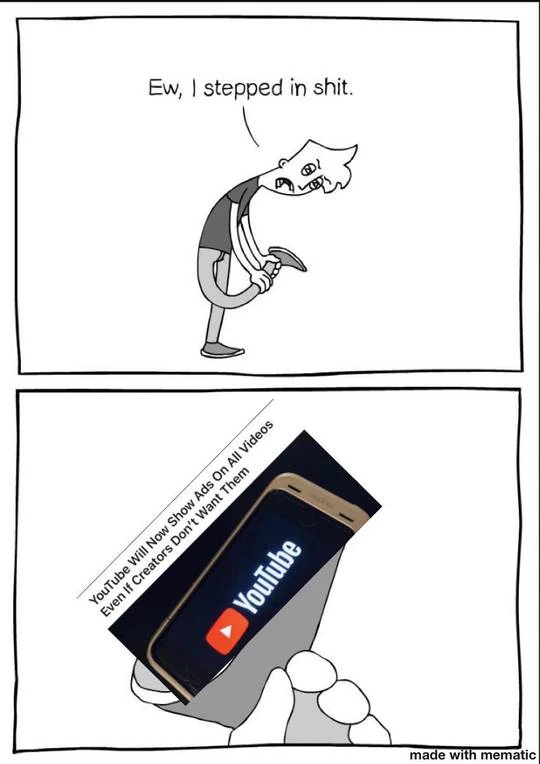 Ew, I stepped in shit.
YouTube Will Now Show Ads On All Videos
Even If Creators Don't Want Them
YouTube
made with mematic